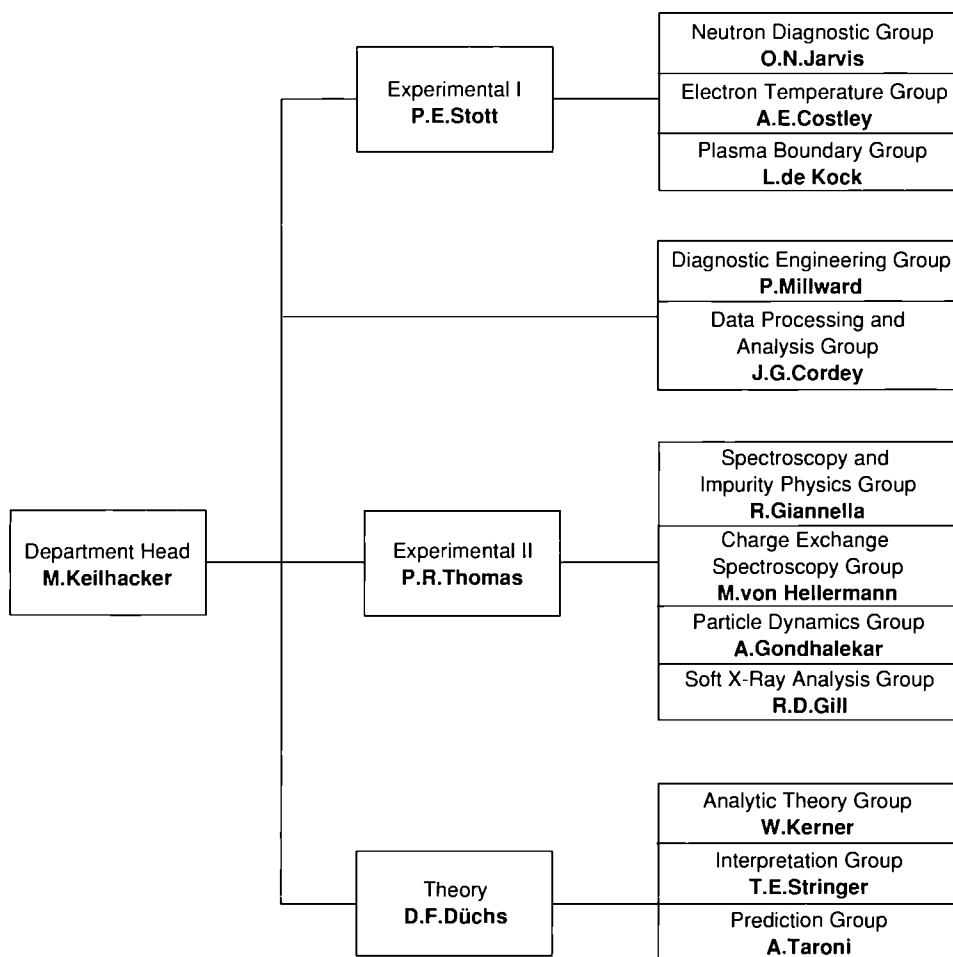 Neutron Diagnostic Group
O.N.Jarvis
Experimental I
P.E.Stott
Electron Temperature Group
A.E.Costley
Plasma Boundary Group
L.de Kock
Diagnostic Engineering Group
P.Millward
Data Processing and
Analysis Group
J.G.Cordey
Spectroscopy and
Impurity Physics Group
R.Giannella
Department Head
M.Keilhacker
Experimental II
P.R.Thomas
Charge Exchange
Spectroscopy Group
M.von Hellermann
Particle Dynamics Group
A.Gondhalekar
Soft X-Ray Analysis Group
R.D.Gill
Analytic Theory Group
W.Kerner
Theory
D.F.Düchs
Interpretation Group
T.E.Stringer
Prediction Group
A.Taroni